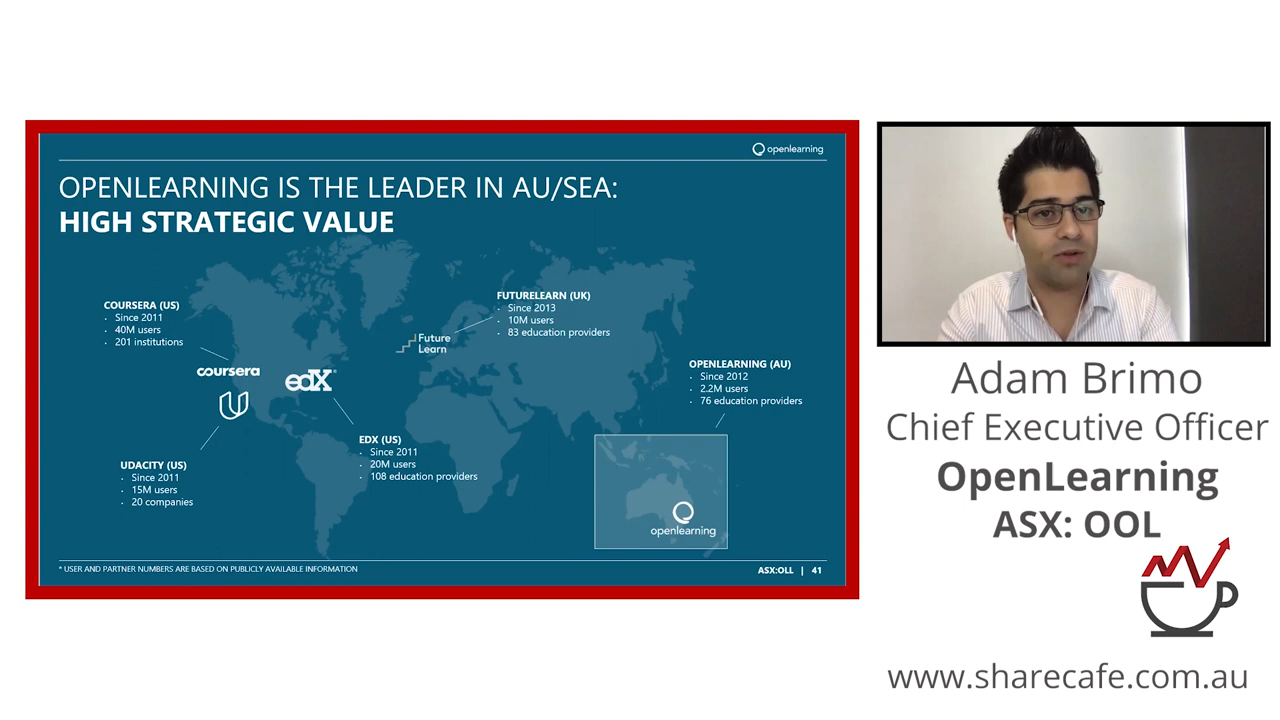 openlearning
OPENLEARNING IS THE LEADER IN AU/SEA:
HIGH STRATEGIC VALUE
COURSERA (US)
· Since 2011
· 40M users
· 201 institutions
coursera
UDACITY (US)
· Since 2011
· 15M users
· 20 companies
edX
EDX (US)
· Since 2011
· 20M users
· 108 education providers
FUTURELEARN (UK)
· Since 2013
· 10M users
· 83 education providers
Future
Learn
OPENLEARNING (AU)
· Since 2012
· 2.2M users
· 76 education providers
openlearning
* USER AND PARTNER NUMBERS ARE BASED ON PUBLICLY AVAILABLE INFORMATION
ASX:OLL | 41
Adam Brimo
Chief Executive Officer
OpenLearning
ASX: OOL
www.sharecafe.com.au